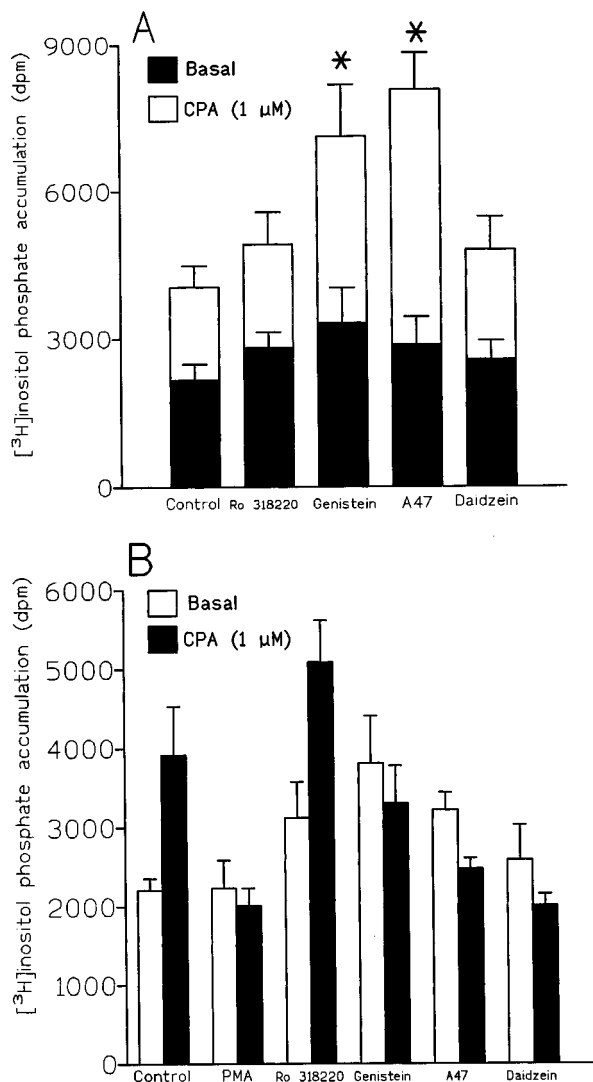 A
[³H]inositol phosphate accumulation (dpm)
9000
6000
3000
0
Basal
CPA (1 μM)
*
*
Control Ro 318220 Genistein A47 Daidzein
B
[³H]inositol phosphate accumulation (dpm)
6000
5000
4000
3000
2000
1000
0
Basal
CPA (1 μM)
Control PMA Ro 318220 Genistein A47 Daidzein